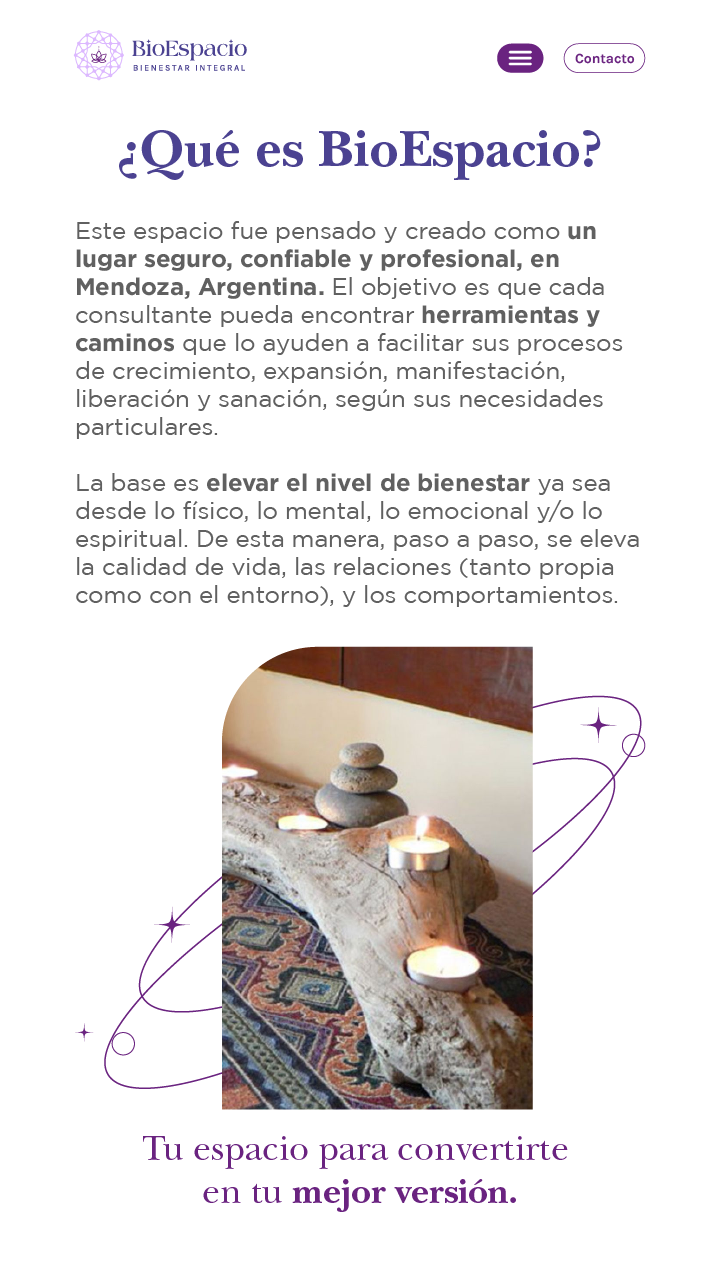 BioEspacio
BIENESTAR INTEGRAL
Contacto
¿Qué es BioEspacio?
Este espacio fue pensado y creado como un
lugar seguro, confiable y profesional, en
Mendoza, Argentina. El objetivo es que cada
consultante pueda encontrar herramientas y
caminos que lo ayuden a facilitar sus procesos
de crecimiento, expansión, manifestación,
liberación y sanación, según sus necesidades
particulares.
La base es elevar el nivel de bienestar ya sea
desde lo físico, lo mental, lo emocional y/o lo
espiritual. De esta manera, paso a paso, se eleva
la calidad de vida, las relaciones (tanto propia
como con el entorno), y los comportamientos.
Tu espacio para convertirte
en tu mejor versión.